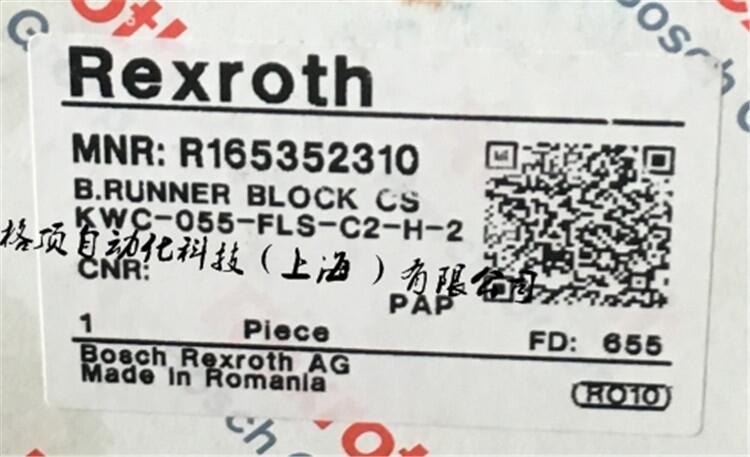 Rexroth
MNR: R165352310
B.RUNNER BLOCK CS
KWC-055-FLS-C2-H-2
格顶自动化科技（上海）有限公司
CNR:
PAP
1 Piece FD: 655
Bosch Rexroth AG
Made in Romania
RO10